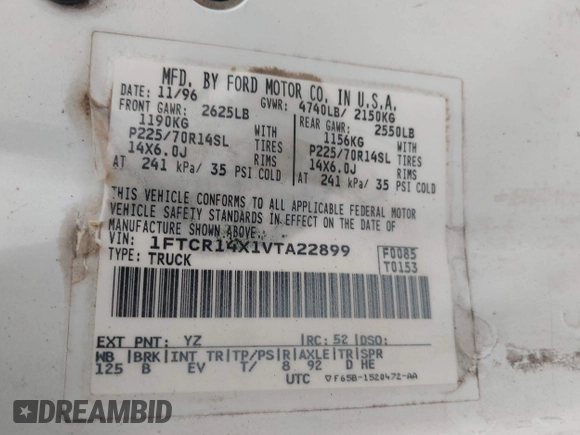 MFD. BY FORD MOTOR CO. IN U.S.A.
DATE: 11/96 GVWR: 4740LB/ 2150KG
FRONT GAWR: 2625LB REAR GAWR: 2550LB
1190KG WITH 1156KG WITH
P225/70R14SL TIRES P225/70R14SL TIRES
14X6.0J RIMS 14X6.0J RIMS
AT 241 kPa/ 35 PSI COLD AT 241 kPa/ 35 PSI COLD
THIS VEHICLE CONFORMS TO ALL APPLICABLE FEDERAL MOTOR
VEHICLE SAFETY STANDARDS IN EFFECT ON THE DATE OF
MANUFACTURE SHOWN ABOVE.
VIN: 1FTCR14X1VTA22899 F0085
TYPE: TRUCK T0153
EXT PNT: YZ RC: 52 DSO:
WB BRK INT TR TP/PS R AXLE TR SPR
125 B EV T/ 8 92 D HE
UTC ▽F65B-1520472-AA
DREAMBID
dreambid.com